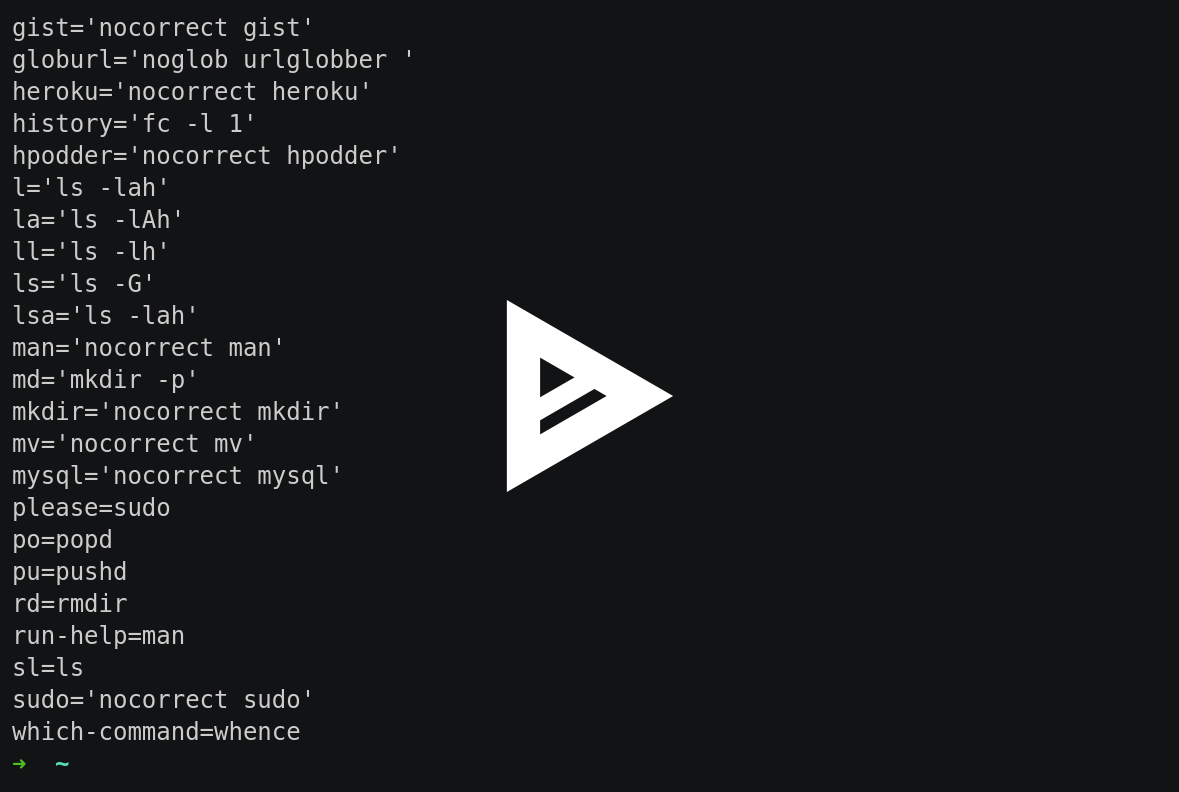 gist='nocorrect gist'
globurl='noglob urlglobber '
heroku='nocorrect heroku'
history='fc -l 1'
hpodder='nocorrect hpodder'
l='ls -lah'
la='ls -lAh'
ll='ls -lh'
ls='ls -G'
lsa='ls -lah'
man='nocorrect man'
md='mkdir -p'
mkdir='nocorrect mkdir'
mv='nocorrect mv'
mysql='nocorrect mysql'
please=sudo
po=popd
pu=pushd
rd=rmdir
run-help=man
sl=ls
sudo='nocorrect sudo'
which-command=whence
➜  ~